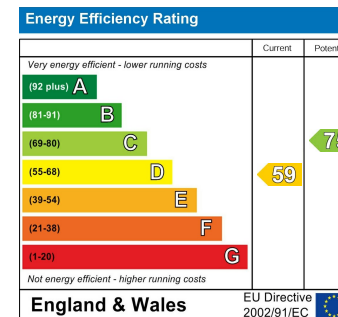 Energy Efficiency Rating
Current
Very energy efficient - lower running costs
(92 plus) A
(81-91) B
(69-80) C
(55-68) D
59
(39-54) E
(21-38) F
(1-20) G
Not energy efficient - higher running costs
England & Wales
EU Directive
2002/91/EC